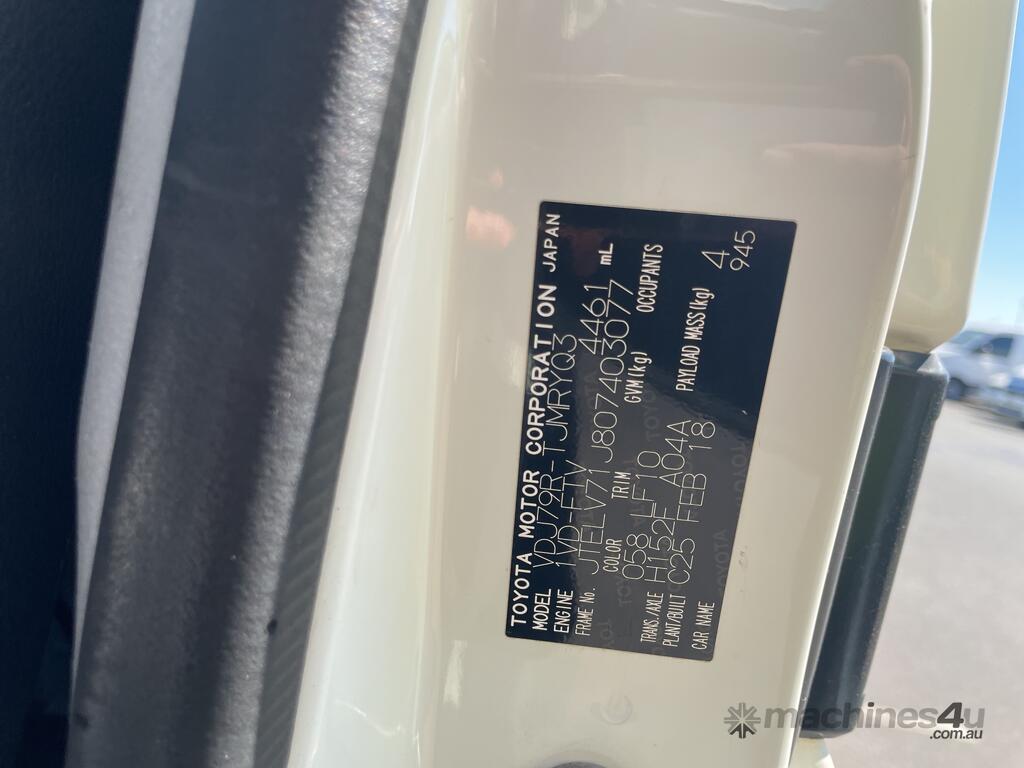 TOYOTA MOTOR CORPORATION JAPAN
MODEL VDJ79R-TJMRYQ3
ENGINE 1VD-FTV 4461 mL
FRAME No. JTELV71J807403077
COLOR TRIM GVM(kg) OCCUPANTS
058 LF10 4
TRANS./AXLE H152F A04A PAYLOAD MASS(kg) 945
PLANT/BUILT C25 FEB 18
CAR NAME
machines4u
.com.au